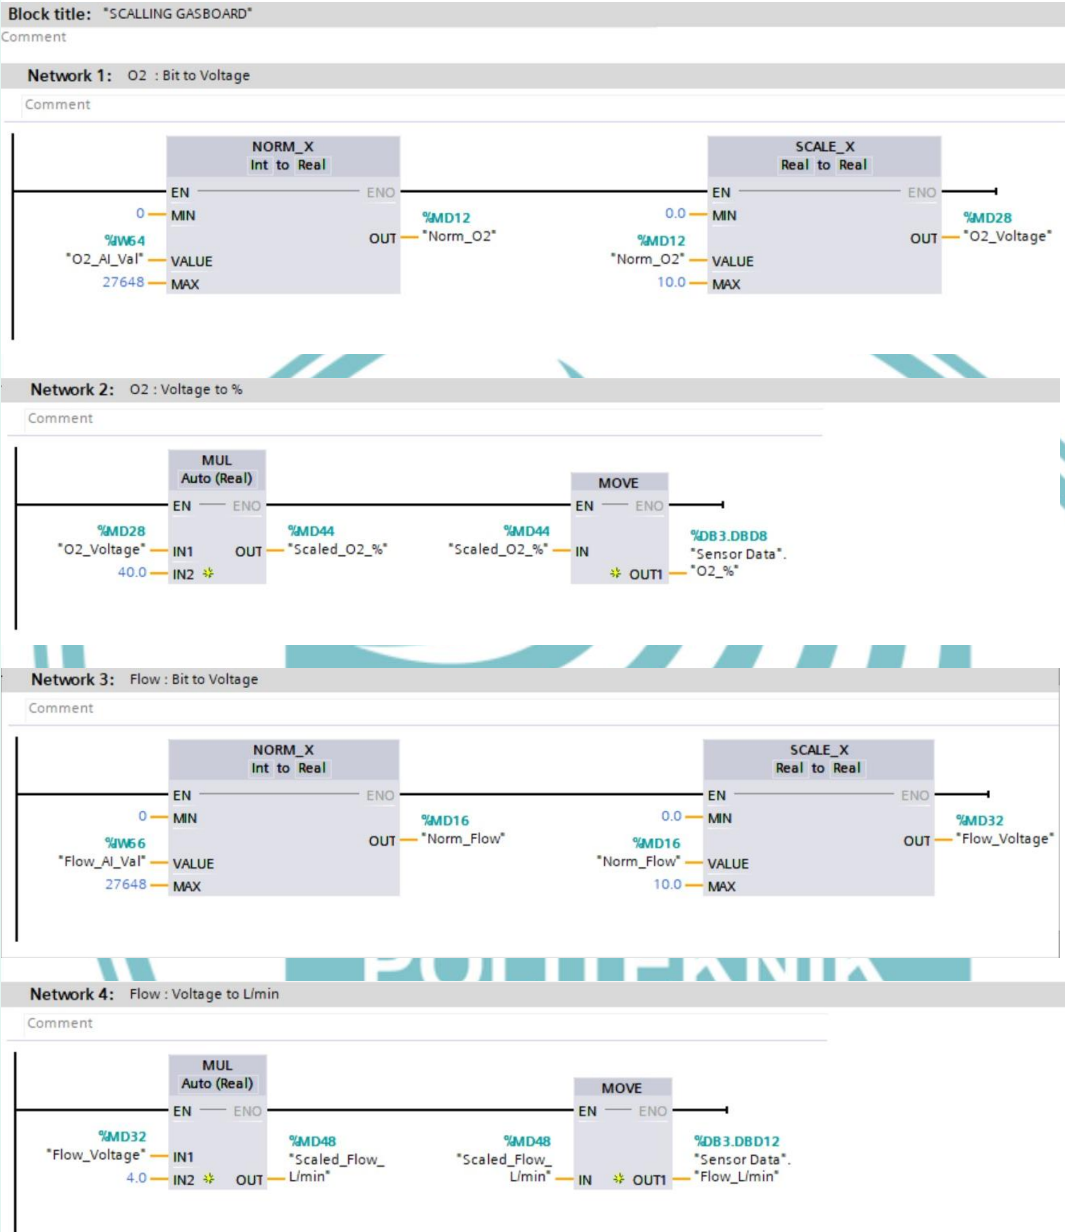 Block title: "SCALLING GASBOARD"
Comment
Network 1: O2 : Bit to Voltage
Comment
NORM_X
Int to Real
EN ENO
0 MIN
%MD12
OUT "Norm_O2"
%IW64
"O2_AI_Val" VALUE
27648 MAX
SCALE_X
Real to Real
EN ENO
0.0 MIN
%MD28
OUT "O2_Voltage"
%MD12
"Norm_O2" VALUE
10.0 MAX
Network 2: O2 : Voltage to %
Comment
MUL
Auto (Real)
EN ENO
%MD28
"O2_Voltage" IN1
%MD44
OUT "Scaled_O2_%"
40.0 IN2
MOVE
EN ENO
%MD44
"Scaled_O2_%" IN
%DB3.DBD8
"Sensor Data".
OUT1 "O2_%"
Network 3: Flow : Bit to Voltage
Comment
NORM_X
Int to Real
EN ENO
0 MIN
%MD16
OUT "Norm_Flow"
%IW66
"Flow_AI_Val" VALUE
27648 MAX
SCALE_X
Real to Real
EN ENO
0.0 MIN
%MD32
OUT "Flow_Voltage"
%MD16
"Norm_Flow" VALUE
10.0 MAX
POLITEKNIK
Network 4: Flow : Voltage to L/min
Comment
MUL
Auto (Real)
EN ENO
%MD32
"Flow_Voltage" IN1
4.0 IN2
%MD48
"Scaled_Flow_
OUT L/min"
MOVE
EN ENO
%MD48
"Scaled_Flow_
L/min" IN
%DB3.DBD12
"Sensor Data".
OUT1 "Flow_L/min"